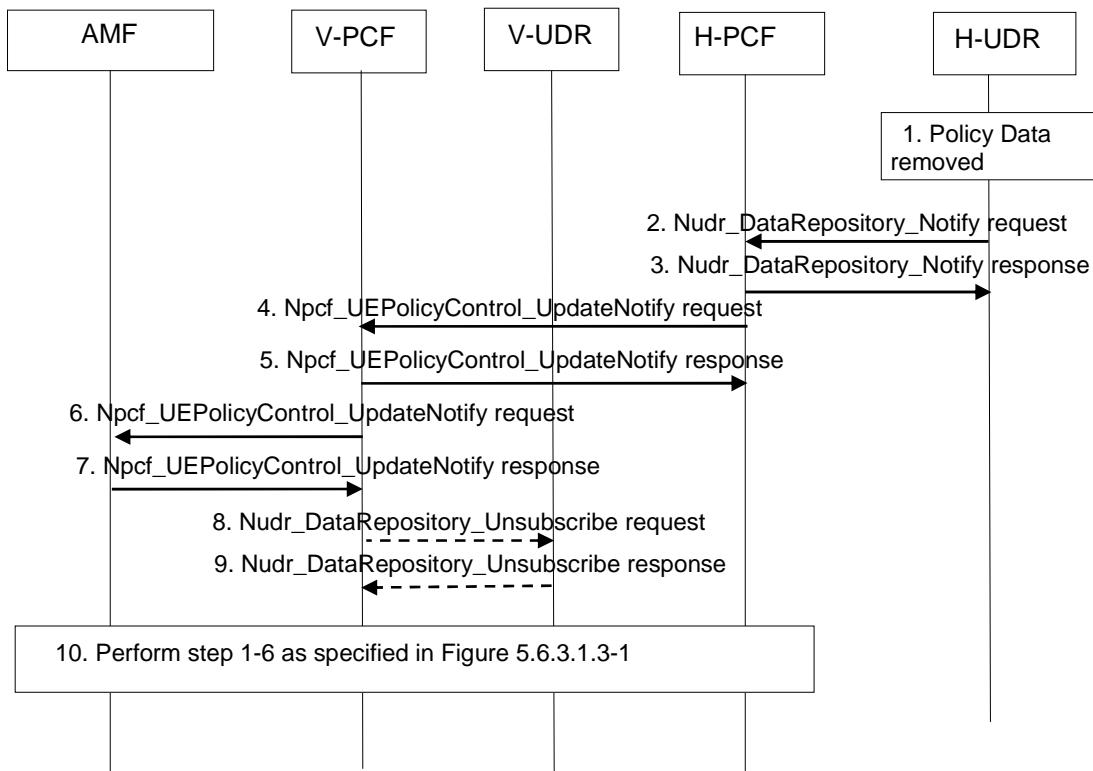 AMF
V-PCF
V-UDR
H-PCF
H-UDR
1. Policy Data
removed
2. Nudr_DataRepository_Notify request
3. Nudr_DataRepository_Notify response
4. Npcf_UEPolicyControl_UpdateNotify request
5. Npcf_UEPolicyControl_UpdateNotify response
6. Npcf_UEPolicyControl_UpdateNotify request
7. Npcf_UEPolicyControl_UpdateNotify response
8. Nudr_DataRepository_Unsubscribe request
9. Nudr_DataRepository_Unsubscribe response
10. Perform step 1-6 as specified in Figure 5.6.3.1.3-1